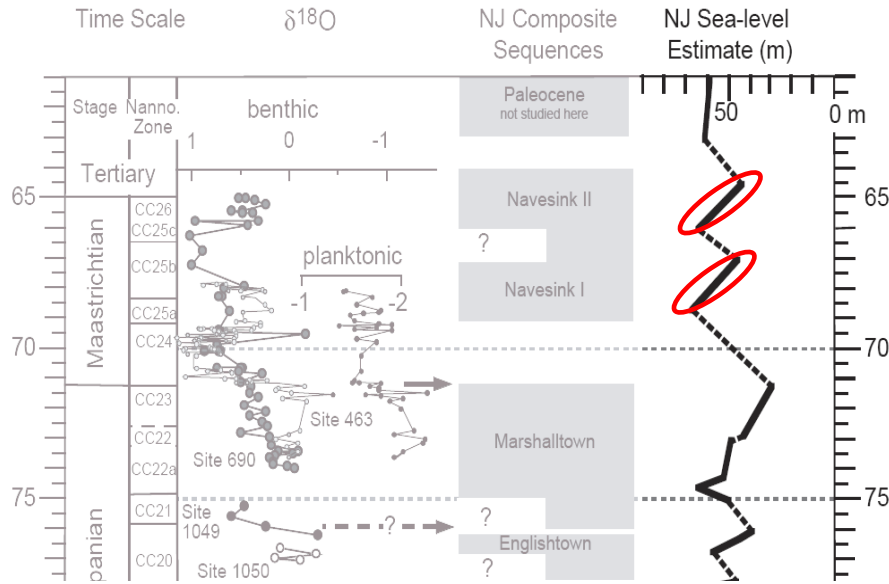 Time Scale
δ18O
NJ Composite
Sequences
NJ Sea-level
Estimate (m)
Stage
Nanno.
Zone
benthic
1
0
-1
Paleocene
not studied here
50
0 m
Tertiary
65
CC26
CC25c
Navesink II
65
Maastrichtian
CC25b
planktonic
?
-1
-2
Navesink I
CC25a
CC24
70
70
CC23
Site 463
CC22
Marshalltown
Site 690
CC22a
75
75
CC21
Site
1049
?
?
Englishtown
panian
CC20
Site 1050
?